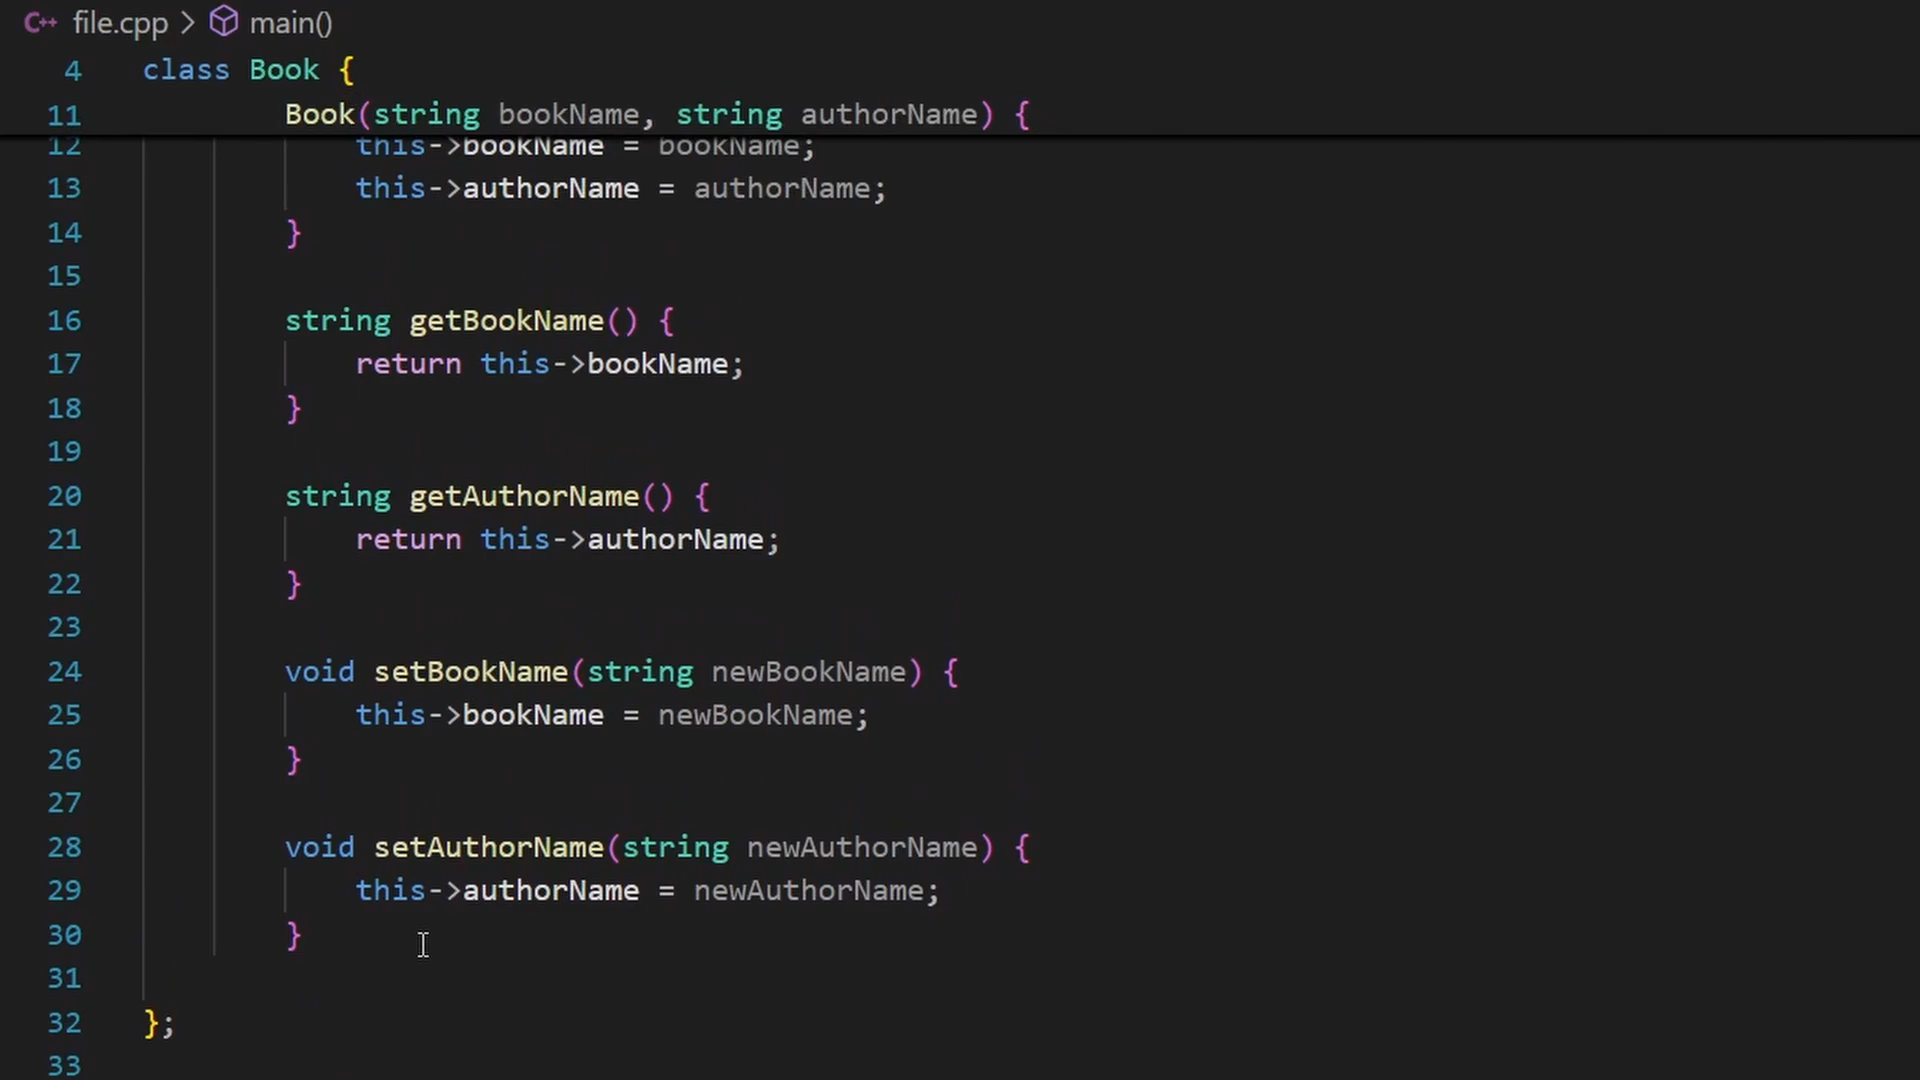 C++ file.cpp > main()
4 class Book {
11 Book(string bookName, string authorName) {
12 this->bookName = bookName;
13 this->authorName = authorName;
14 }
15
16 string getBookName() {
17 return this->bookName;
18 }
19
20 string getAuthorName() {
21 return this->authorName;
22 }
23
24 void setBookName(string newBookName) {
25 this->bookName = newBookName;
26 }
27
28 void setAuthorName(string newAuthorName) {
29 this->authorName = newAuthorName;
30 }
31
32 };
33